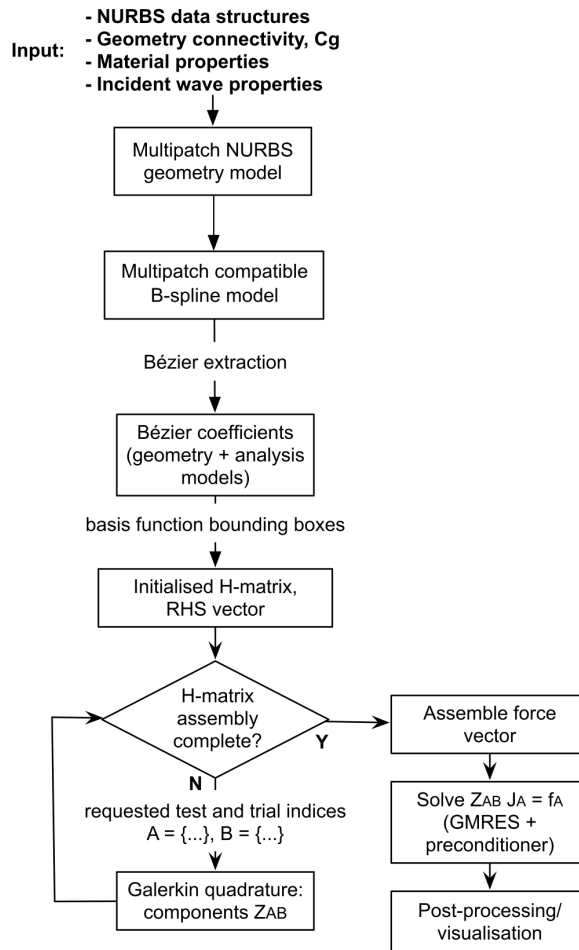 Input:
- NURBS data structures
- Geometry connectivity, Cg
- Material properties
- Incident wave properties
Multipatch NURBS
geometry model
Multipatch compatible
B-spline model
Bézier extraction
Bézier coefficients
(geometry + analysis
models)
basis function bounding boxes
Initialised H-matrix,
RHS vector
H-matrix
assembly
complete?
Y
N
requested test and trial indices
A = {...}, B = {...}
Galerkin quadrature:
components ZAB
Assemble force
vector
Solve ZAB JA = fA
(GMRES +
preconditioner)
Post-processing/
visualisation